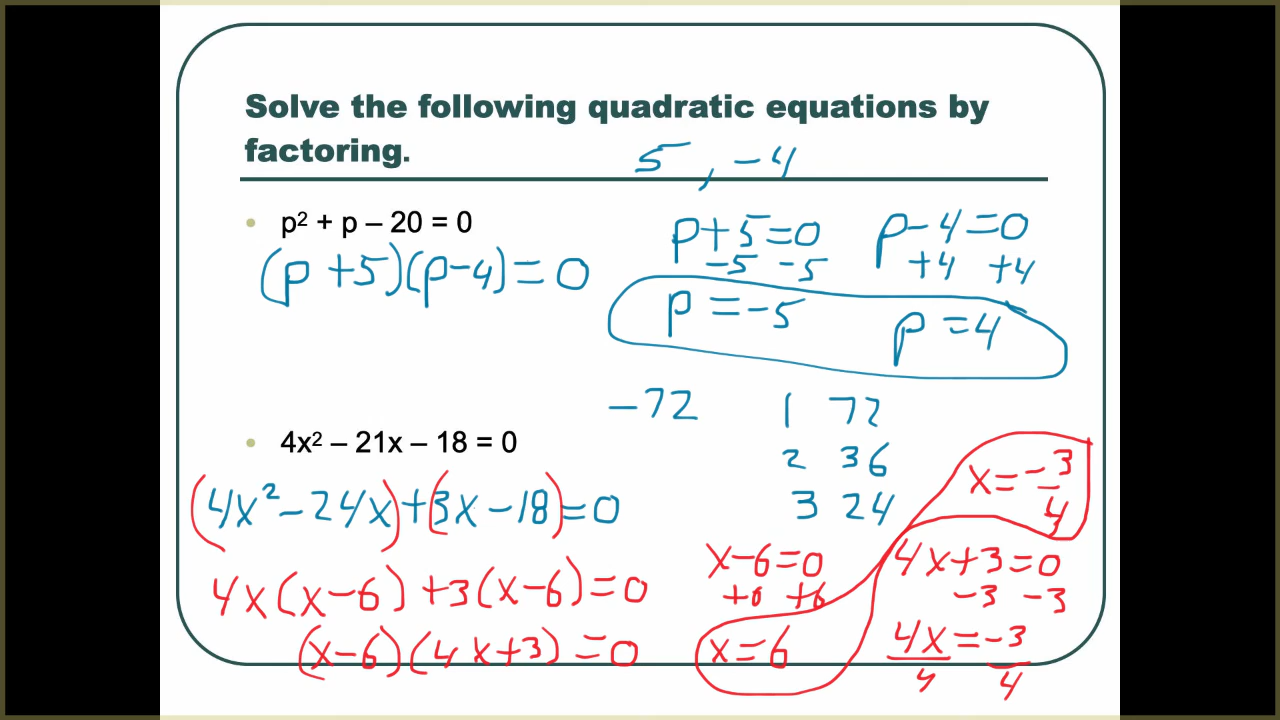 Solve the following quadratic equations by
factoring.
5 , -4
• p² + p – 20 = 0
(p +5)(p-4)=0
p+5=0
-5 -5
p=-5
p-4=0
+4 +4
p=4
-72
1 72
2 36
3 24
• 4x² – 21x – 18 = 0
(4x²-24x)+(3x-18)=0
4x(x-6)+3(x-6)=0
(x-6)(4x+3)=0
x-6=0
+6 +6
x=6
4x+3=0
-3 -3
4x=-3
4 4
x=-3/4